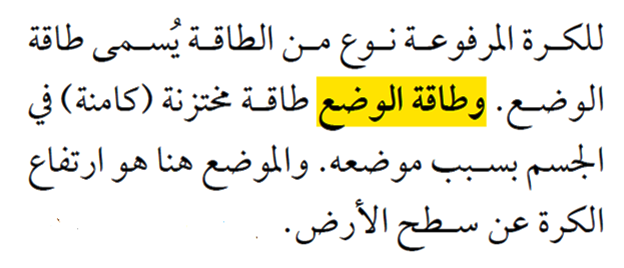 للكرة المرفوعة نوع من الطاقة يُسمى طاقة
الوضع. وطاقة الوضع طاقة مختزنة (كامنة) في
الجسم بسبب موضعه. والموضع هنا هو ارتفاع
الكرة عن سطح الأرض.